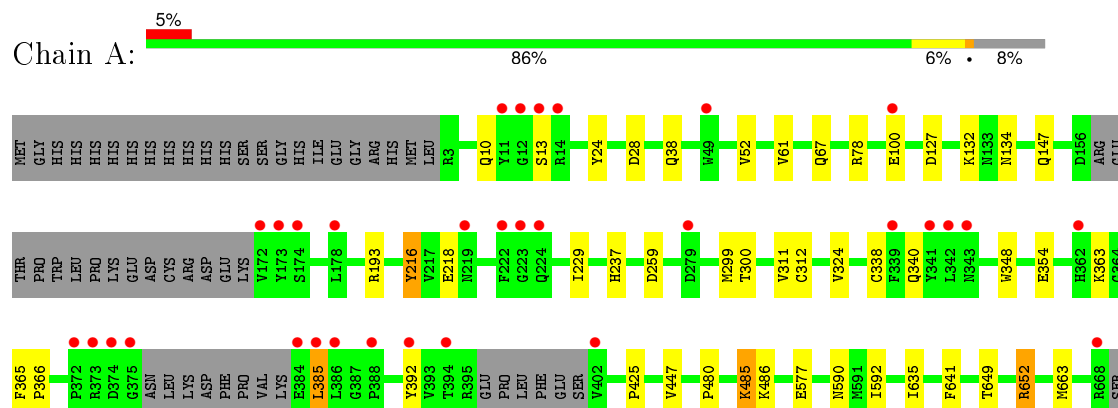 5%
Chain A:
86% 6% • 8%
MET GLY HIS HIS HIS HIS HIS HIS HIS HIS HIS HIS SER SER GLY HIS ILE GLU GLY ARG HIS MET LEU R3 Q10 Y11 G12 S13 R14 Y24 D28 Q38 W49 V52 V61 Q67 R78 E100 D127 K132 N133 N134 Q147 D156 ARG GLU
THR PRO TRP LEU PRO LYS GLU ASP CYS ARG ASP GLU LYS V172 Y173 S174 L178 R193 Y216 V217 E218 N219 F222 G223 Q224 I229 H237 D259 D279 M299 T300 V311 C312 V324 C338 F339 Q340 Y341 L342 N343 W348 E354 H362 K363 G364
F365 P366 P372 R373 D374 G375 ASN LEU LYS ASP PHE PRO VAL LYS E384 L385 L386 G387 P388 Y392 V393 T394 R395 GLU PRO LEU PHE GLU SER V402 P425 V447 P480 K485 K486 E577 N590 M591 I592 I635 F641 T649 R652 M663 R668